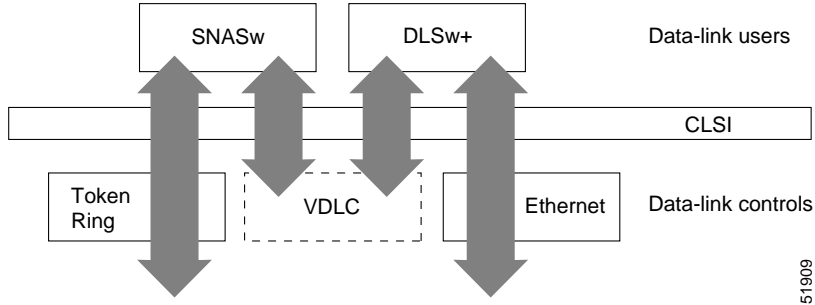 SNASw
DLSw+
Data-link users
CLSI
Token
Ring
VDLC
Ethernet
Data-link controls
51909